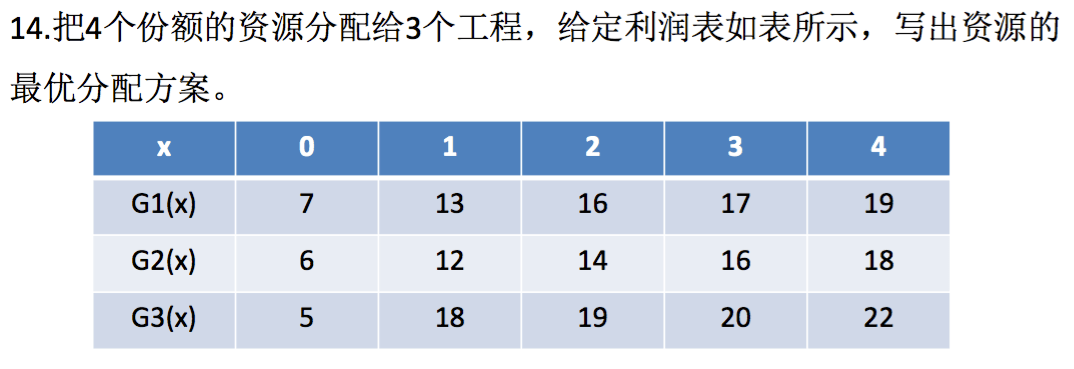 14.把4个份额的资源分配给3个工程，给定利润表如表所示，写出资源的
最优分配方案。
x 0 1 2 3 4
G1(x) 7 13 16 17 19
G2(x) 6 12 14 16 18
G3(x) 5 18 19 20 22